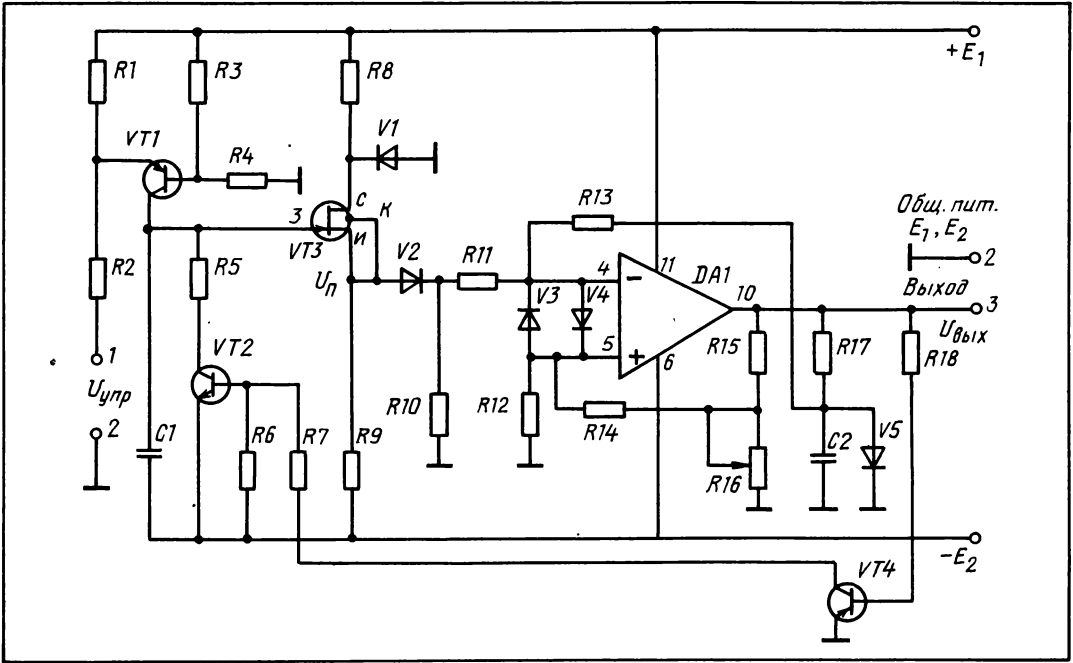 +E1
R1
R3
R8
VT1
R4
V1
С
К
И
3
VT3
Uп
R2
R5
V2
R11
R13
4
V3
V4
5
DA1
11
10
6
Общ. пит.
E1, E2
2
Выход
3
Uвых
R15
R17
R18
1
Uупр
2
VT2
C1
R6
R7
R9
R10
R12
R14
R16
C2
V5
-E2
VT4